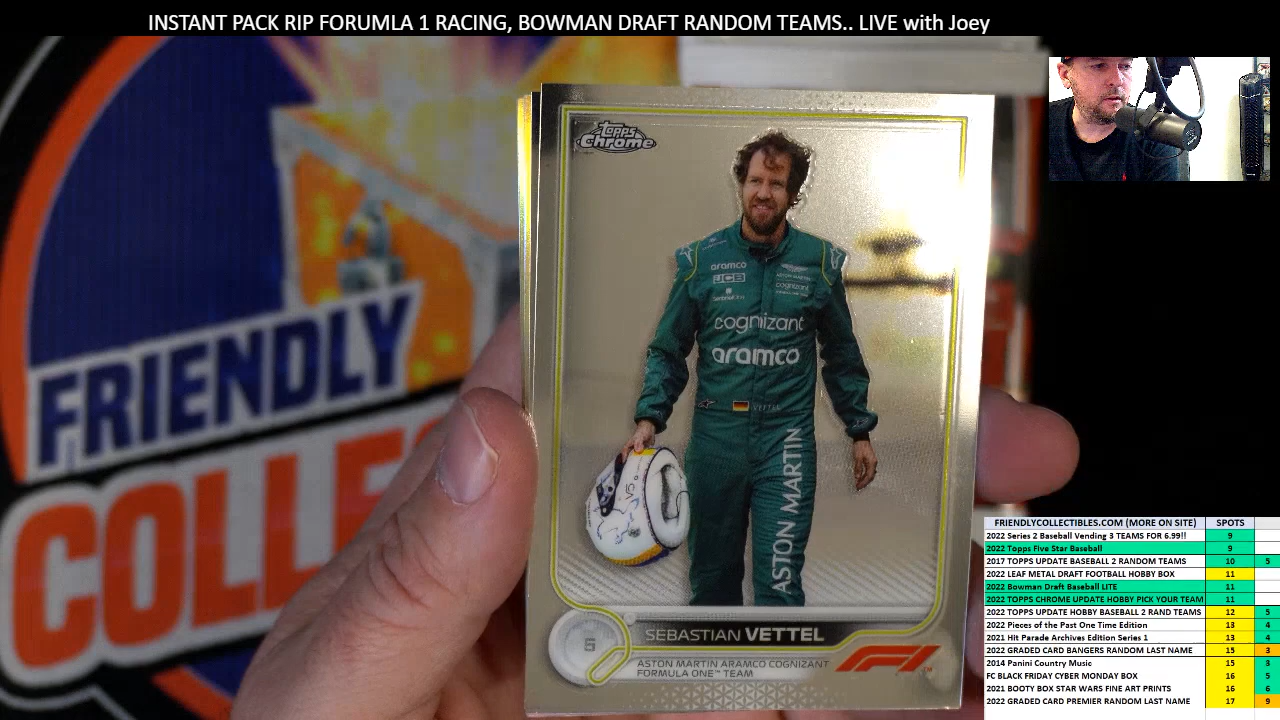 INSTANT PACK RIP FORUMLA 1 RACING, BOWMAN DRAFT RANDOM TEAMS.. LIVE with Joey
FRIENDLY
COLLE
TOPPS
Chrome
aramco
JCB
cognizant
cognizant
aramco
VETTEL
ASTON MARTIN
SEBASTIAN VETTEL
ASTON MARTIN ARAMCO COGNIZANT
FORMULA ONE™ TEAM
F1
FRIENDLYCOLLECTIBLES.COM (MORE ON SITE) SPOTS
2022 Series 2 Baseball Vending 3 TEAMS FOR 6.99!! 9
2022 Topps Five Star Baseball 9
2017 TOPPS UPDATE BASEBALL 2 RANDOM TEAMS 10 5
2022 LEAF METAL DRAFT FOOTBALL HOBBY BOX 11
2022 Bowman Draft Baseball LITE 11
2022 TOPPS CHROME UPDATE HOBBY PICK YOUR TEAM 11
2022 TOPPS UPDATE HOBBY BASEBALL 2 RAND TEAMS 12 5
2022 Pieces of the Past One Time Edition 13 4
2021 Hit Parade Archives Edition Series 1 13 4
2022 GRADED CARD BANGERS RANDOM LAST NAME 15 3
2014 Panini Country Music 15 3
FC BLACK FRIDAY CYBER MONDAY BOX 16 5
2021 BOOTY BOX STAR WARS FINE ART PRINTS 16 6
2022 GRADED CARD PREMIER RANDOM LAST NAME 17 9